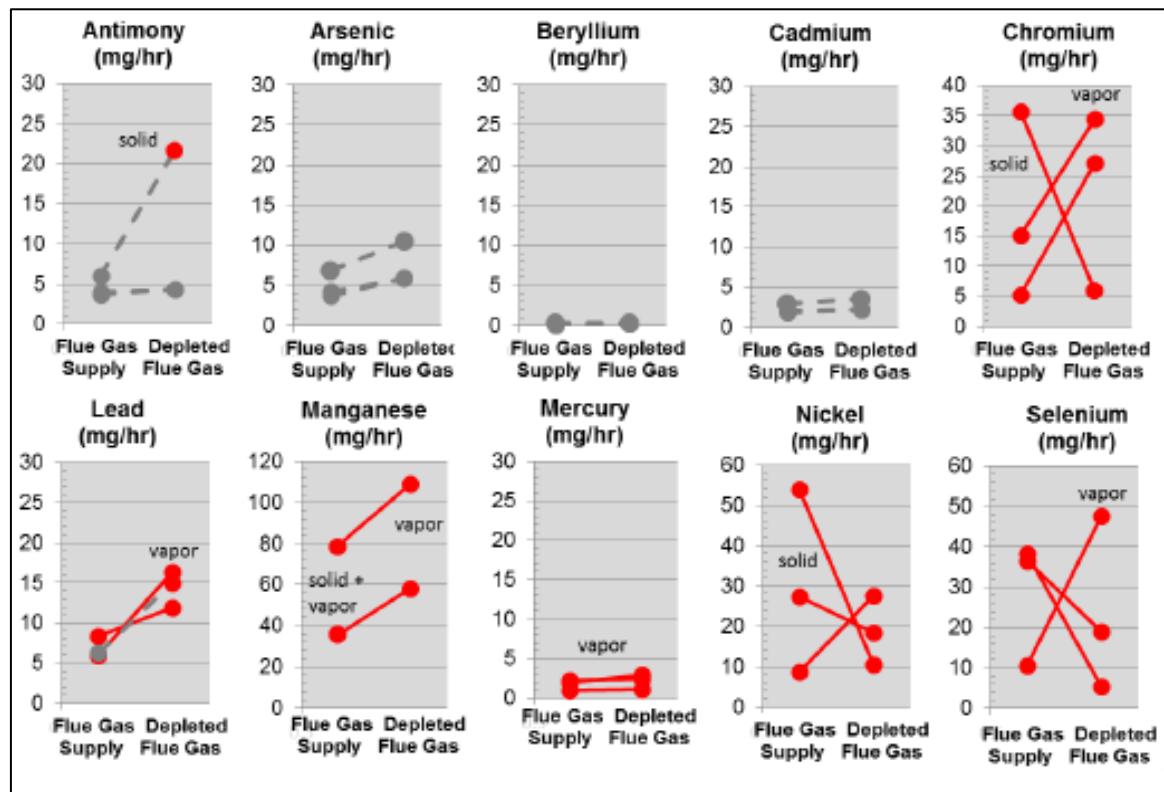 Antimony
(mg/hr)
30
25
20
15
10
5
0
solid
Flue Gas
Supply
Depleted
Flue Gas
Arsenic
(mg/hr)
30
25
20
15
10
5
0
Flue Gas
Supply
Depleted
Flue Gas
Beryllium
(mg/hr)
30
25
20
15
10
5
0
Flue Gas
Supply
Depleted
Flue Gas
Cadmium
(mg/hr)
30
25
20
15
10
5
0
Flue Gas
Supply
Depleted
Flue Gas
Chromium
(mg/hr)
40
35
30
25
20
15
10
5
0
vapor
solid
Flue Gas
Supply
Depleted
Flue Gas
Lead
(mg/hr)
30
25
20
15
10
5
0
vapor
Flue Gas
Supply
Depleted
Flue Gas
Manganese
(mg/hr)
120
100
80
60
40
20
0
vapor
solid +
vapor
Flue Gas
Supply
Depleted
Flue Gas
Mercury
(mg/hr)
30
25
20
15
10
5
0
vapor
Flue Gas
Supply
Depleted
Flue Gas
Nickel
(mg/hr)
60
50
40
30
20
10
0
solid
Flue Gas
Supply
Depleted
Flue Gas
Selenium
(mg/hr)
60
50
40
30
20
10
0
vapor
Flue Gas
Supply
Depleted
Flue Gas